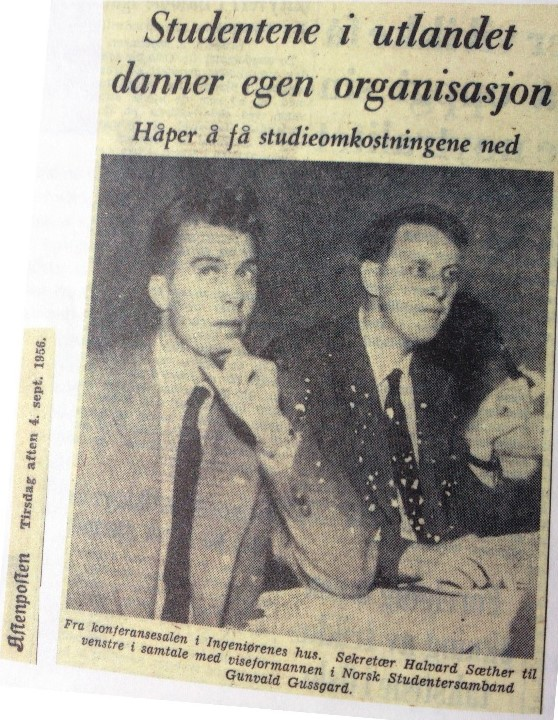 Studentene i utlandet
danner egen organisasjon
Håper å få studieomkostningene ned
Aftenposten Tirsdag aften 4. sept. 1956.
Fra konferansesalen i Ingeniørenes hus. Sekretær Halvard Sæther til
venstre i samtale med viseformannen i Norsk Studentersamband
Gunvald Gussgard.